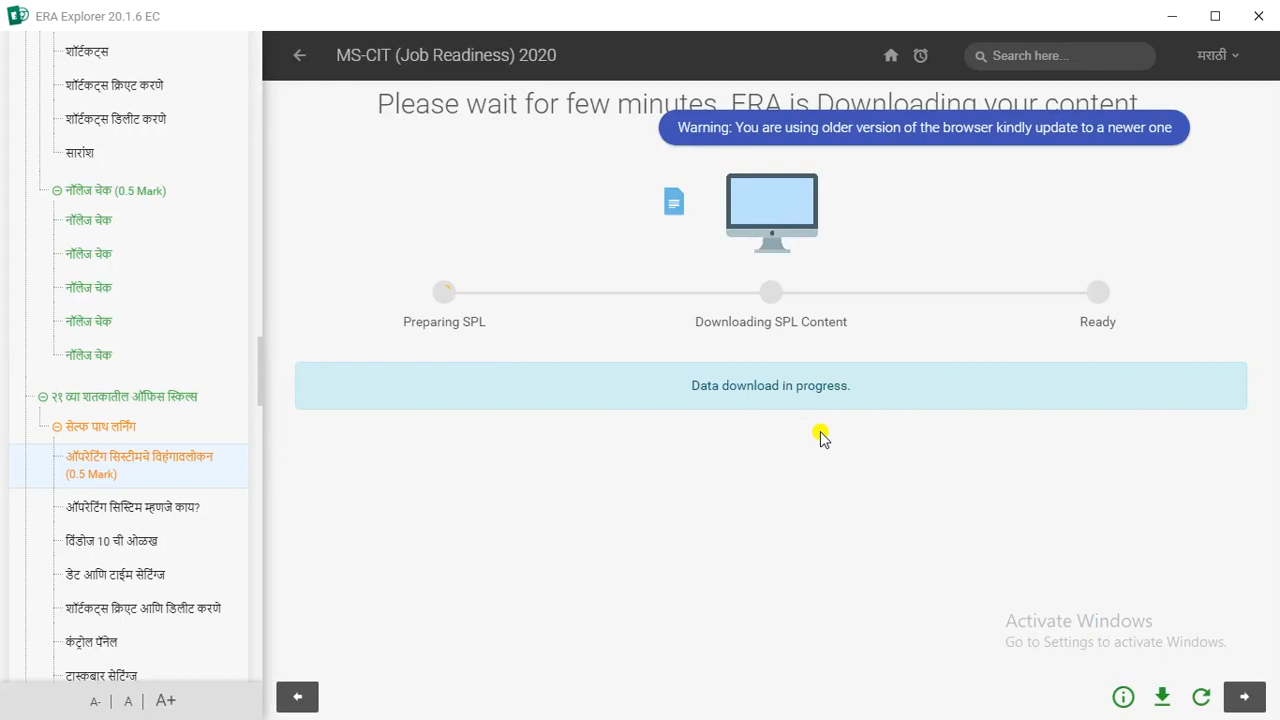 ERA Explorer 20.1.6 EC
शॉर्टकट्स
शॉर्टकट्स क्रिएट करणे
शॉर्टकट्स डिलीट करणे
सारांश
नॉलेज चेक (0.5 Mark)
नॉलेज चेक
नॉलेज चेक
नॉलेज चेक
नॉलेज चेक
नॉलेज चेक
२१ व्या शतकातील ऑफिस स्किल्स
सेल्फ पाथ लर्निंग
ऑपरेटिंग सिस्टीमचे विहंगावलोकन
(0.5 Mark)
ऑपरेटिंग सिस्टिम म्हणजे काय?
विंडोज 10 ची ओळख
डेट आणि टाईम सेटिंग्ज
शॉर्टकट्स क्रिएट आणि डिलीट करणे
कंट्रोल पॅनेल
टास्कबार सेटिंग्ज
A- | A | A+
MS-CIT (Job Readiness) 2020
Search here...
मराठी
Please wait for few minutes, ERA is Downloading your content
Warning: You are using older version of the browser kindly update to a newer one
Preparing SPL
Downloading SPL Content
Ready
Data download in progress.
Activate Windows
Go to Settings to activate Windows.